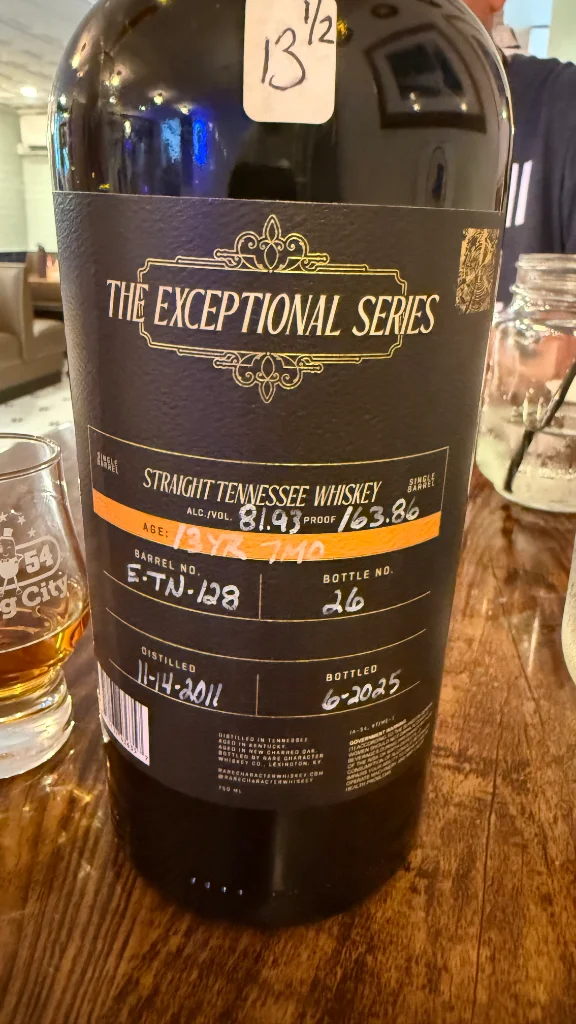 13 1/2
THE EXCEPTIONAL SERIES
SINGLE BARREL
STRAIGHT TENNESSEE WHISKEY
SINGLE BARREL
ALC./VOL. 81.93 PROOF 163.86
AGE: 13YR 7MO
BARREL NO.
E-TN-128
BOTTLE NO.
26
DISTILLED
11-14-2011
BOTTLED
6-2025
DISTILLED IN TENNESSEE.
AGED IN KENTUCKY.
AGED IN NEW CHARRED OAK.
BOTTLED BY RARE CHARACTER
WHISKEY CO., LEXINGTON, KY.
@RARECHARACTERWHISKEY.COM
@RARECHARACTERWHISKEY
750 ML
GOVERNMENT
54
g City